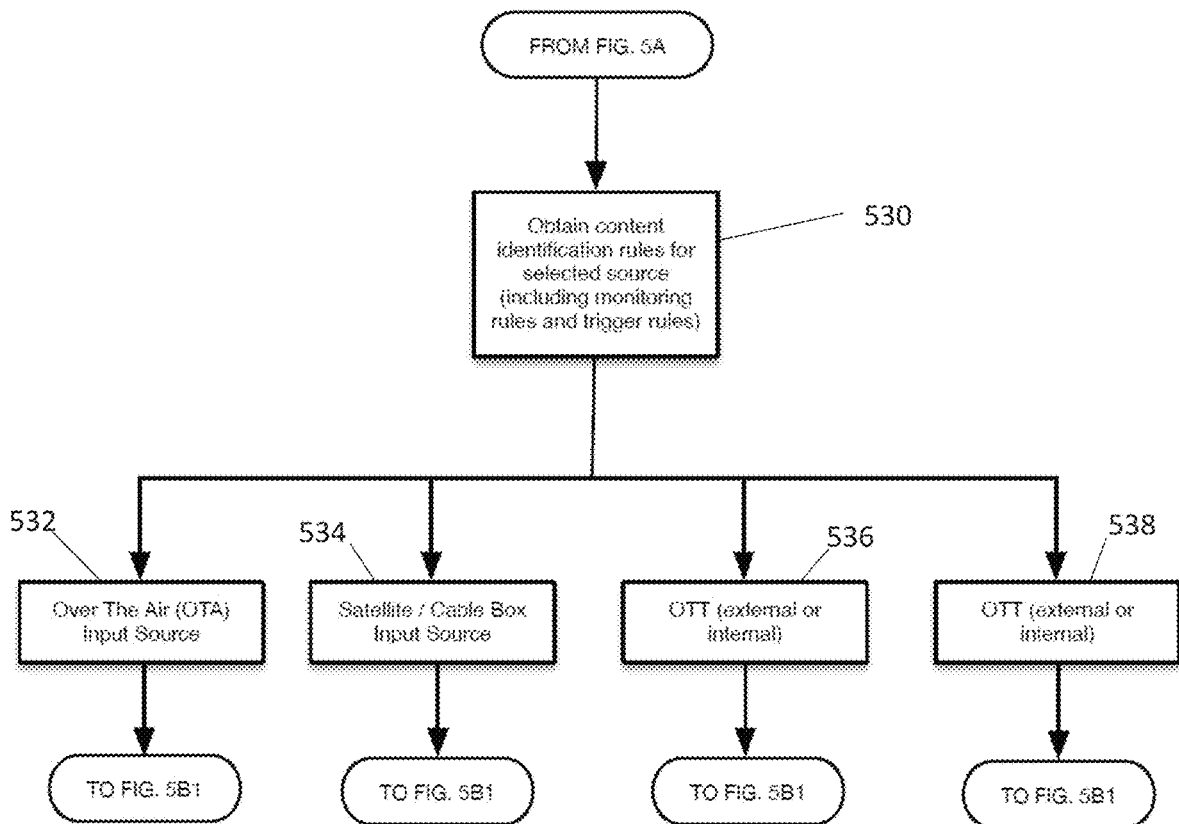 FROM FIG. 5A
Obtain content
identification rules for
selected source
(including monitoring
rules and trigger rules)
530
532
534
536
538
Over The Air (OTA)
Input Source
Satellite / Cable Box
Input Source
OTT (external or
internal)
OTT (external or
internal)
TO FIG. 5B1
TO FIG. 5B1
TO FIG. 5B1
TO FIG. 5B1